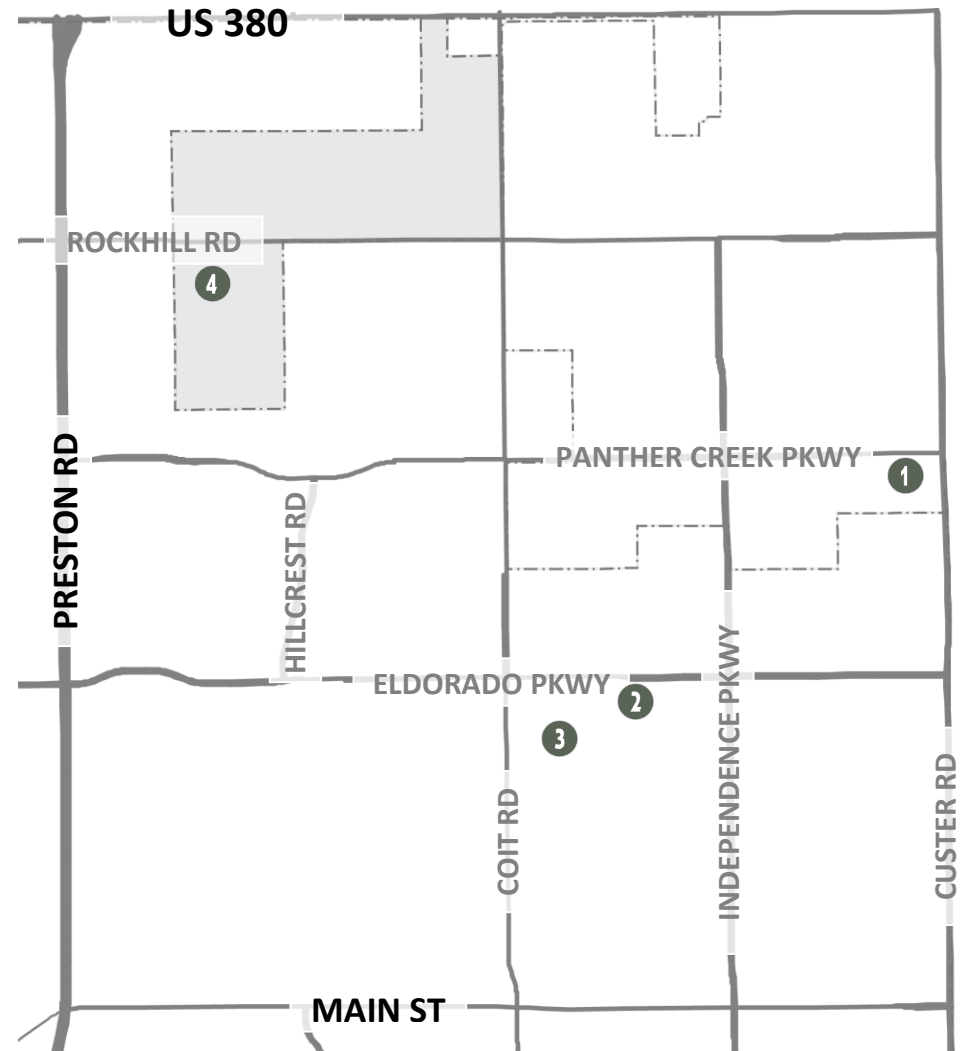 US 380
ROCKHILL RD
4
PANTHER CREEK PKWY
1
PRESTON RD
HILLCREST RD
ELDORADO PKWY
2
3
INDEPENDENCE PKWY
COIT RD
CUSTER RD
MAIN ST